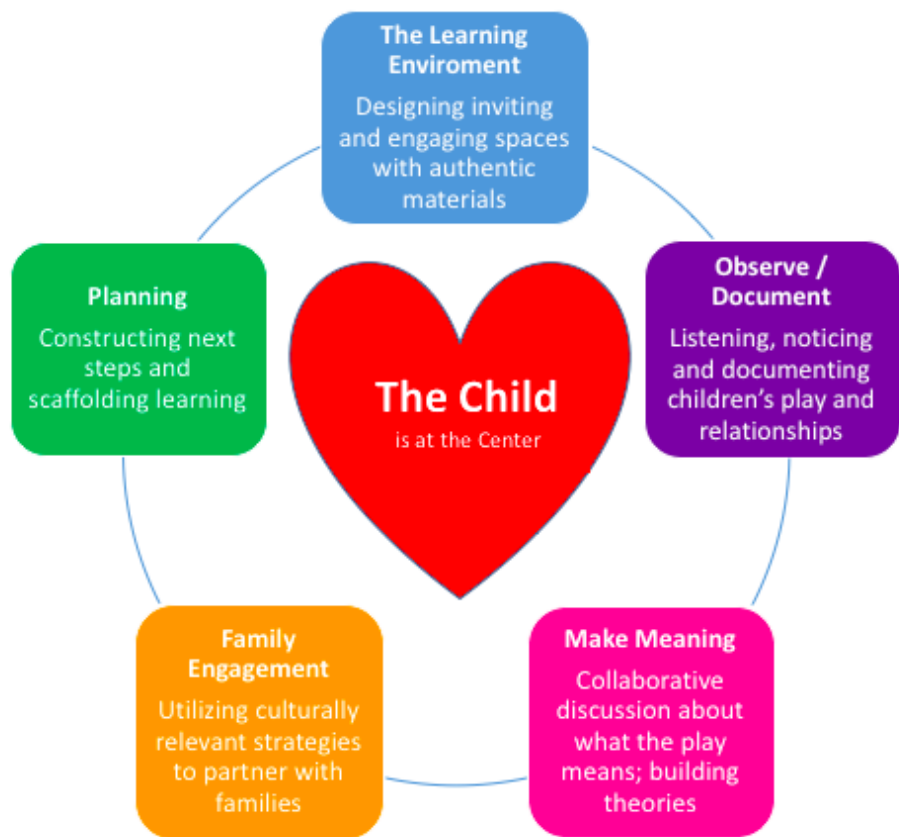 The Learning
Enviroment
Designing inviting
and engaging spaces
with authentic
materials
Observe /
Document
Listening, noticing
and documenting
children’s play and
relationships
Make Meaning
Collaborative
discussion about
what the play
means; building
theories
Family
Engagement
Utilizing culturally
relevant strategies
to partner with
families
Planning
Constructing next
steps and
scaffolding learning
The Child
is at the Center